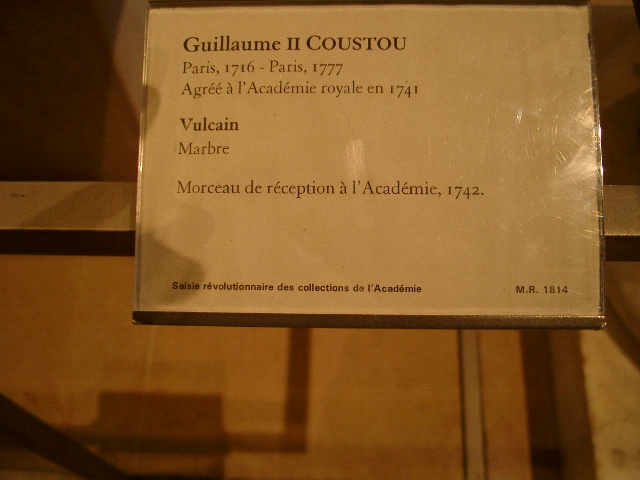 Guillaume II COUSTOU
Paris, 1716 - Paris, 1777
Agréé à l'Académie royale en 1741
Vulcain
Marbre
Morceau de réception à l'Académie, 1742.
Saisie révolutionnaire des collections de l'Académie
M.R. 1814